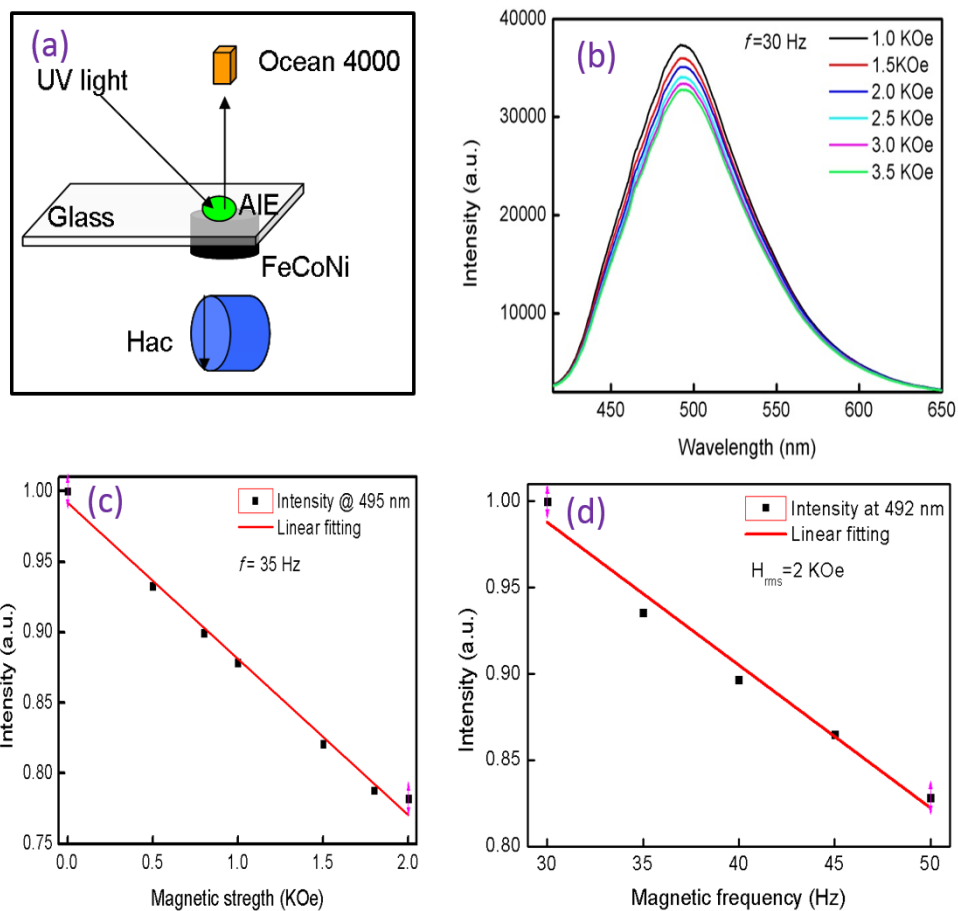 (a)
Ocean 4000
UV light
AIE
Glass
FeCoNi
Hac
(b)
f=30 Hz
1.0 KOe
1.5KOe
2.0 KOe
2.5 KOe
3.0 KOe
3.5 KOe
40000
30000
20000
10000
Intensity (a.u.)
450 500 550 600 650
Wavelength (nm)
(c)
Intensity @ 495 nm
Linear fitting
f= 35 Hz
1.00
0.95
0.90
0.85
0.80
0.75
Intensity (a.u.)
0.0 0.5 1.0 1.5 2.0
Magnetic stregth (KOe)
(d)
Intensity at 492 nm
Linear fitting
Hrms=2 KOe
1.00
0.95
0.90
0.85
0.80
Intensity (a.u.)
30 35 40 45 50
Magnetic frequency (Hz)